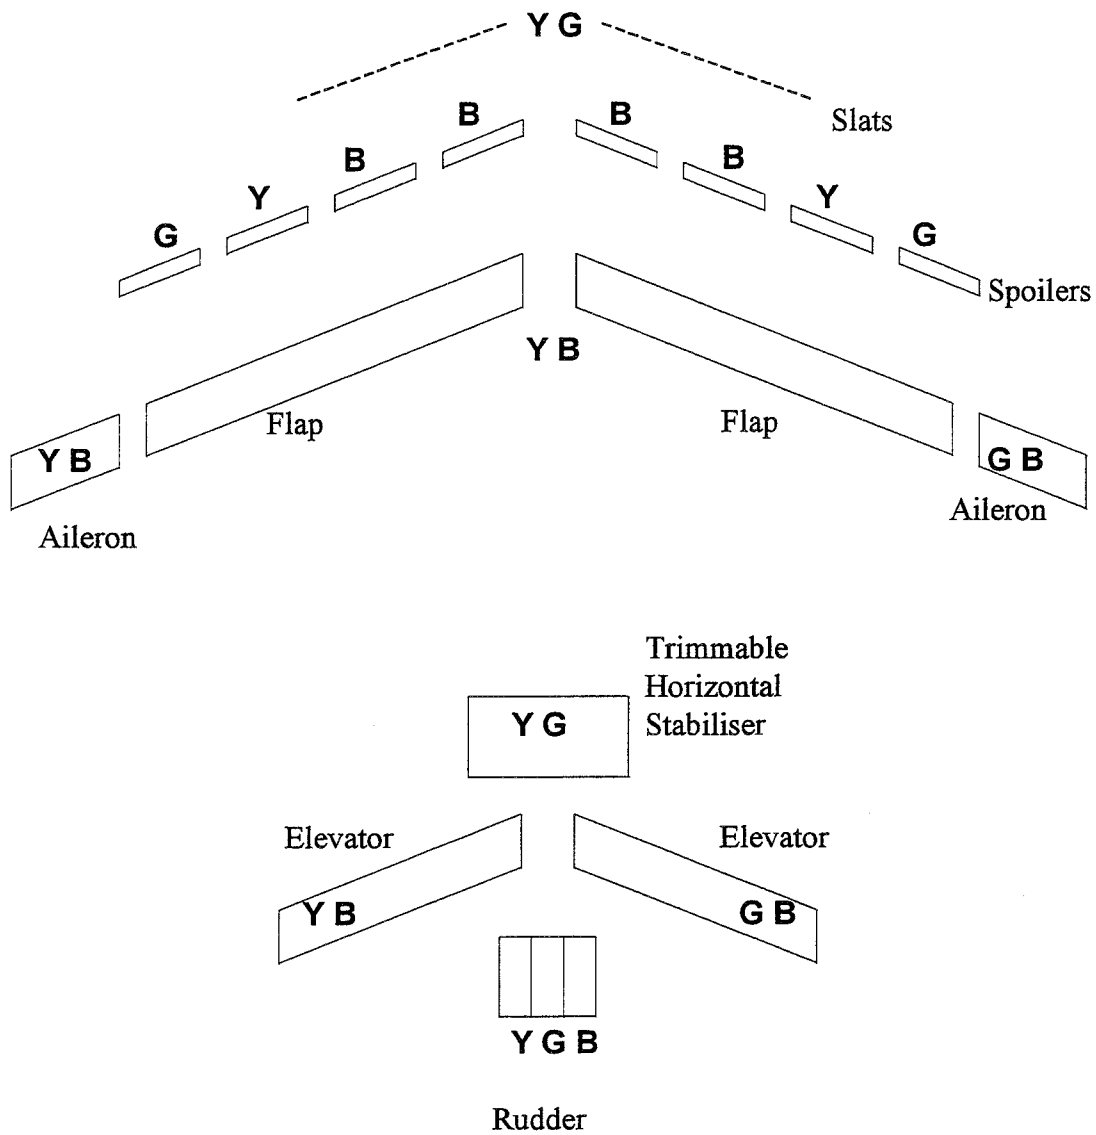 Y G
Slats
B
B
B
B
Y
Y
G
G
Spoilers
Y B
Flap
Flap
Y B
G B
Aileron
Aileron
Trimmable
Horizontal
Stabiliser
Y G
Elevator
Elevator
Y B
G B
Y G B
Rudder